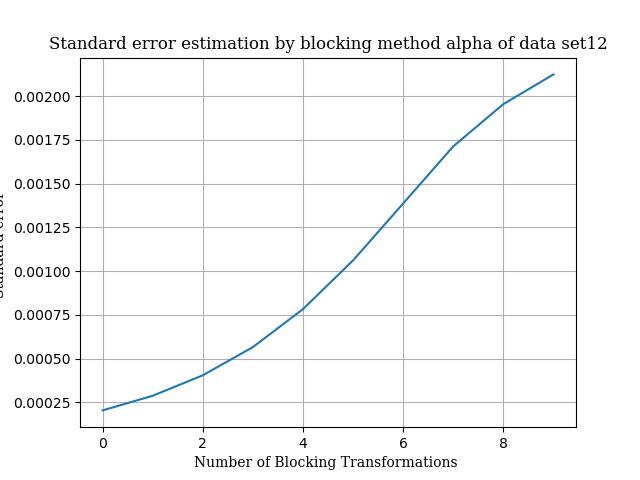 Standard error estimation by blocking method alpha of data set12
0.00200
0.00175
0.00150
0.00125
0.00100
0.00075
0.00050
0.00025
0 2 4 6 8
Number of Blocking Transformations